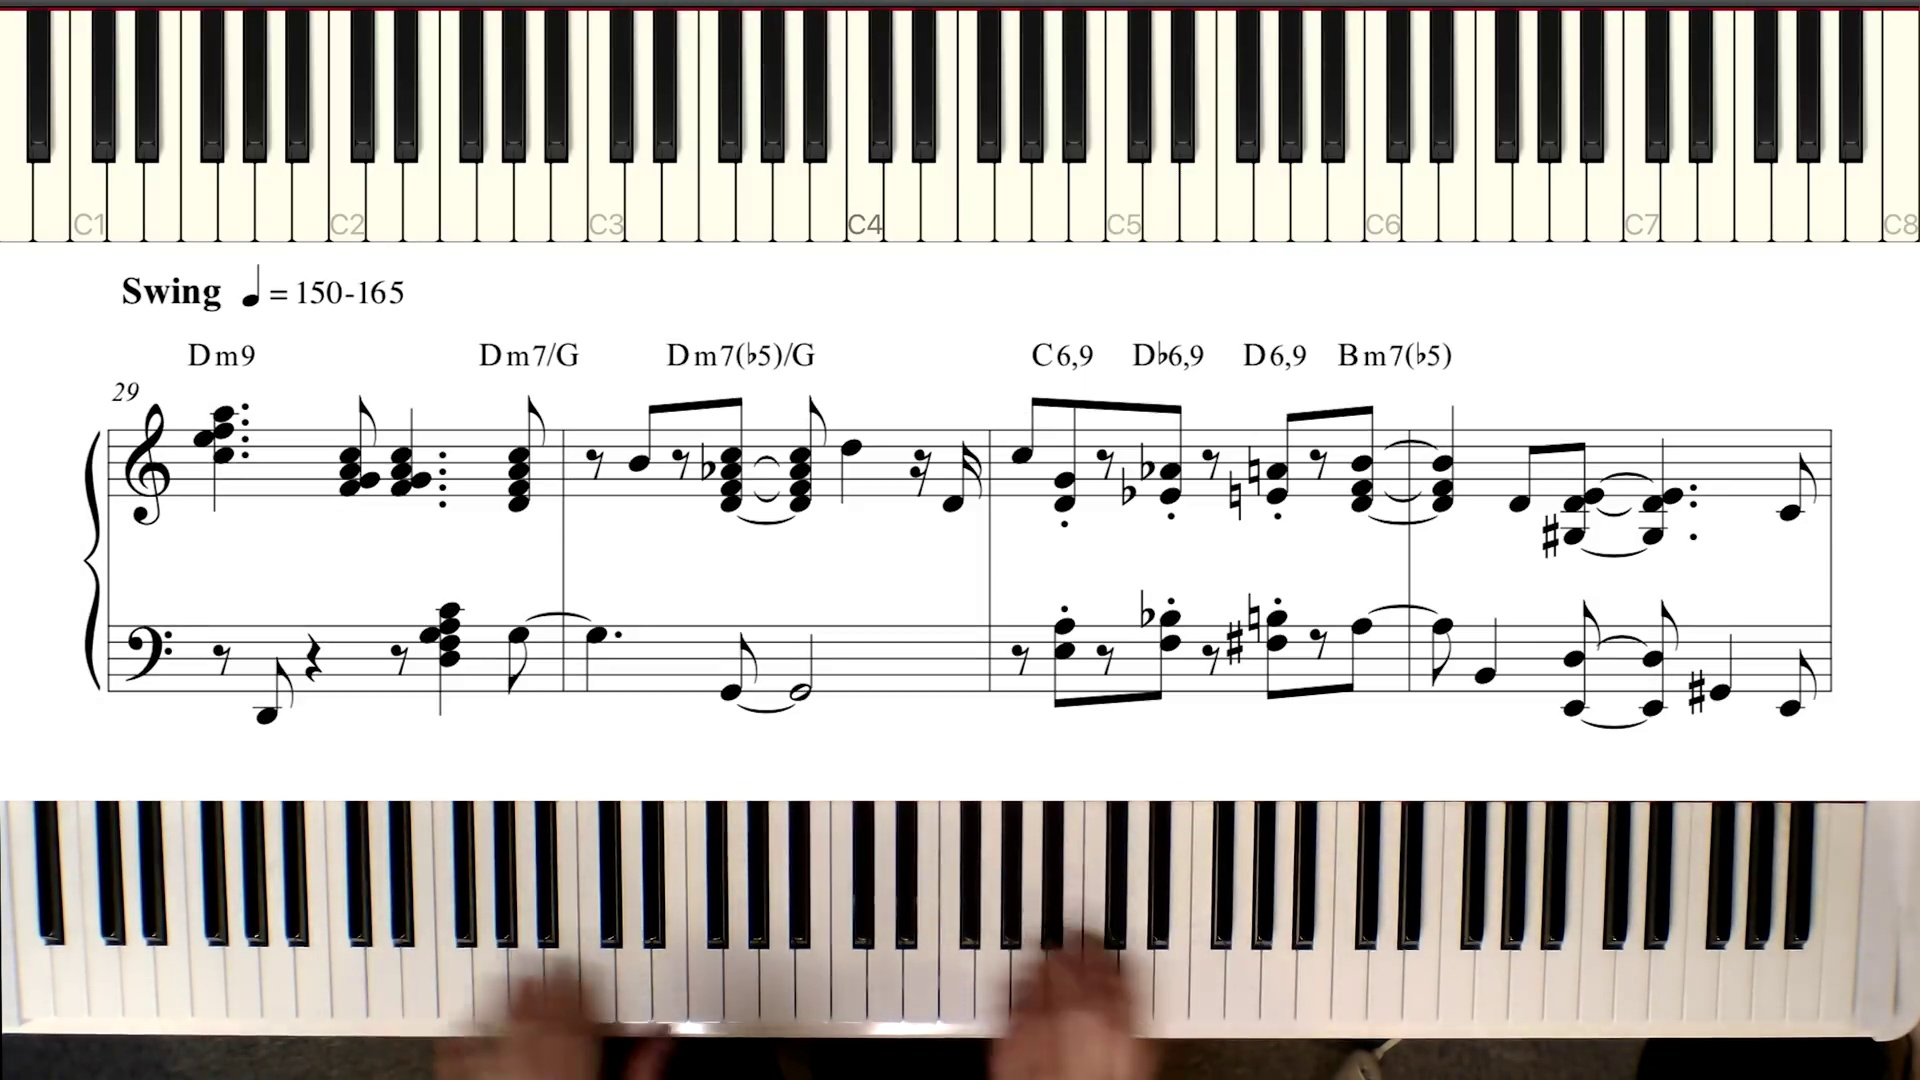 C1 C2 C3 C4 C5 C6 C7 C8
Swing ♩ = 150-165
Dm9 Dm7/G Dm7(♭5)/G C6,9 D♭6,9 D6,9 Bm7(♭5)
29